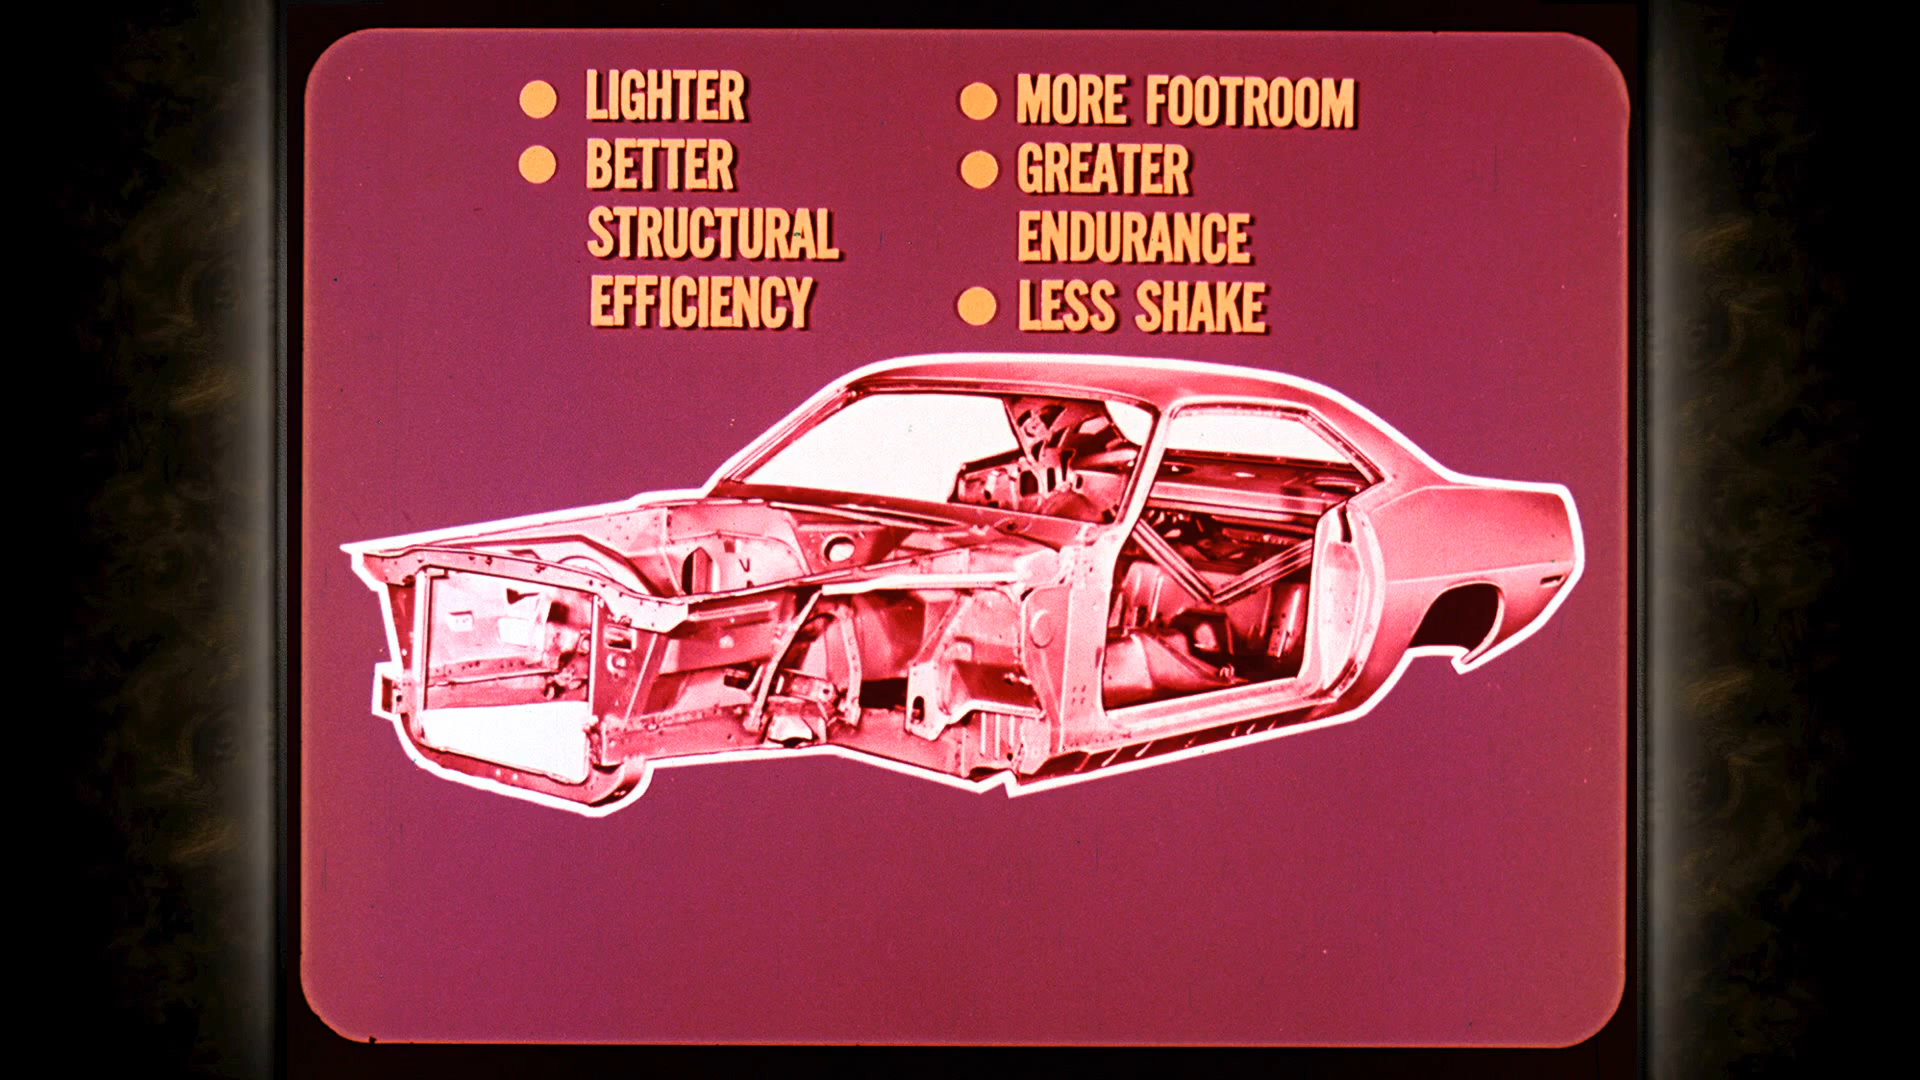 LIGHTER
BETTER
STRUCTURAL
EFFICIENCY
MORE FOOTROOM
GREATER
ENDURANCE
LESS SHAKE